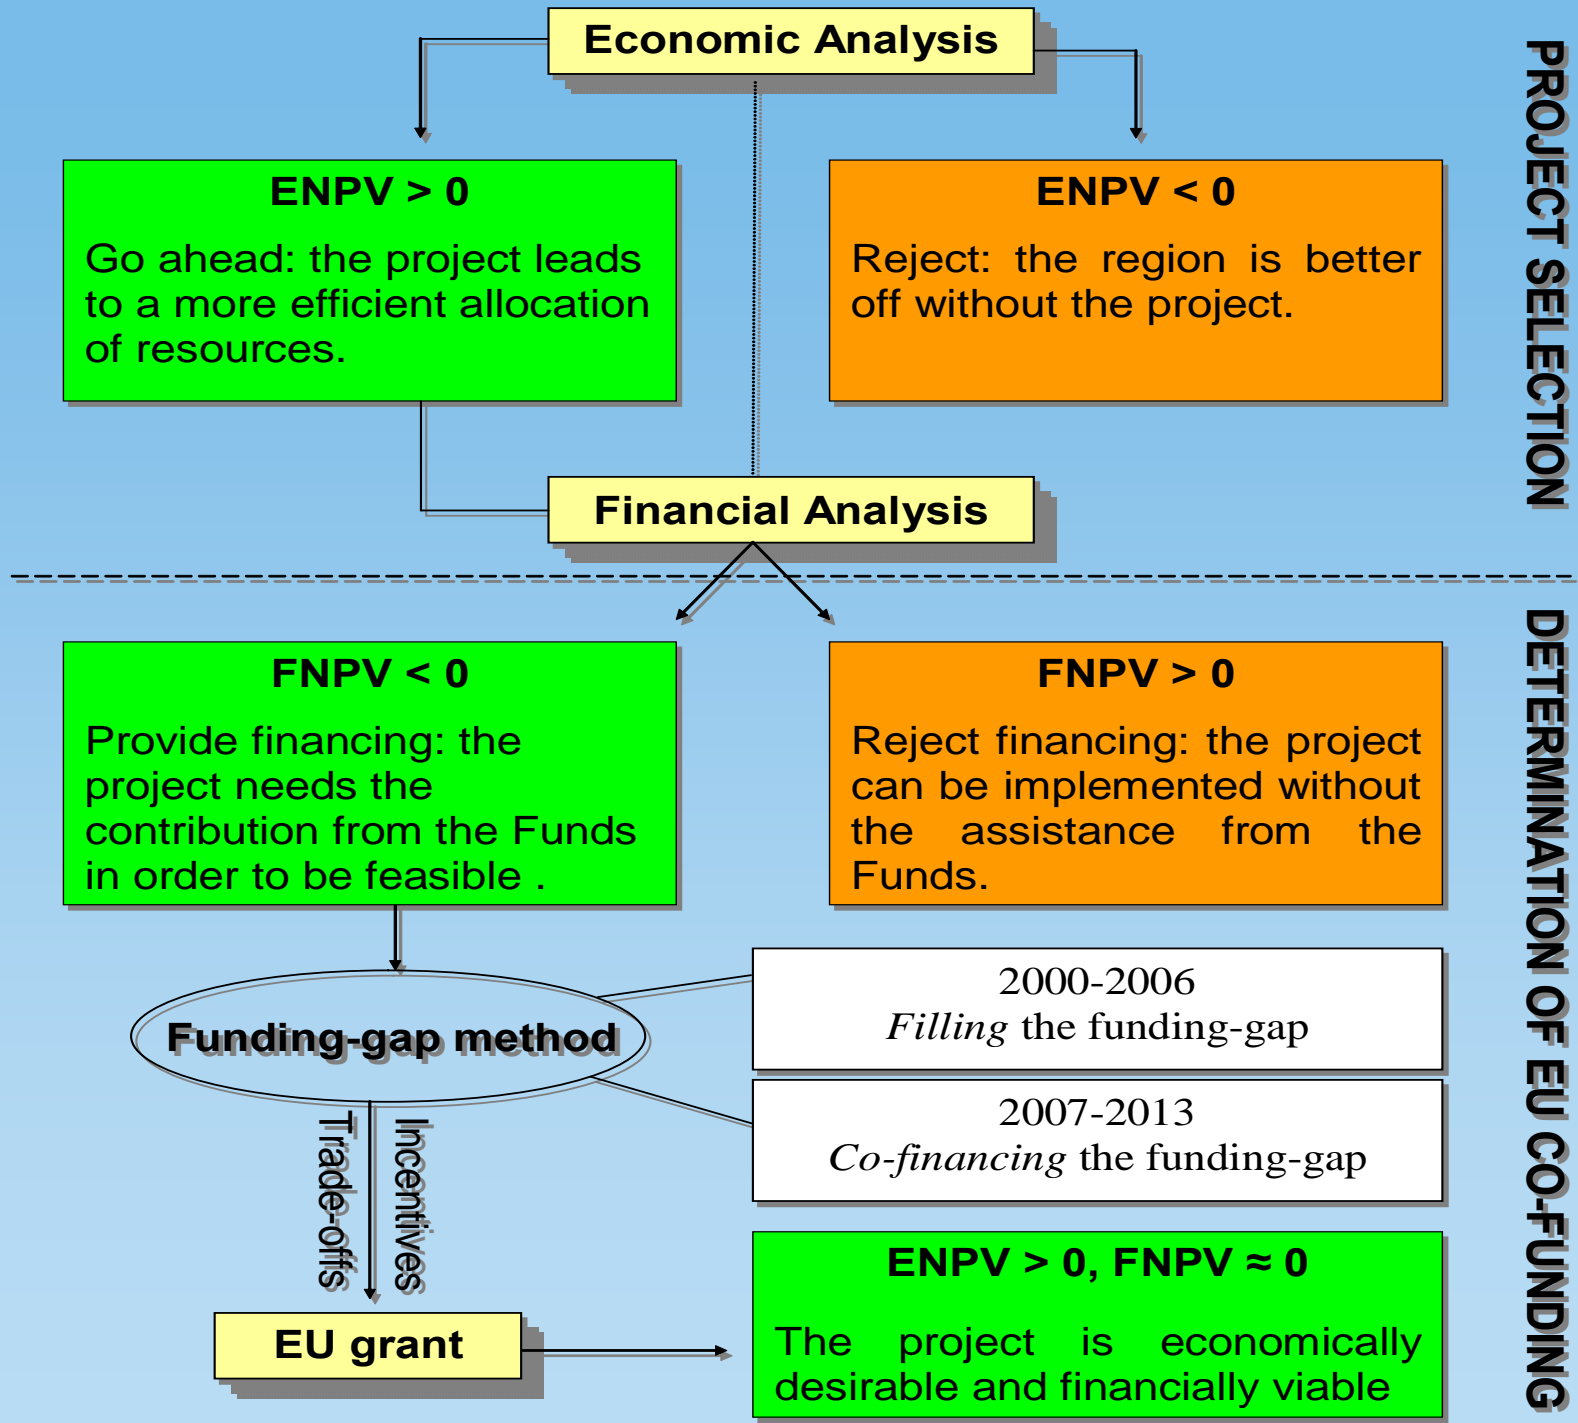 Economic Analysis
PROJECT SELECTION
ENPV > 0
Go ahead: the project leads
to a more efficient allocation
of resources.
ENPV < 0
Reject: the region is better
off without the project.
Financial Analysis
DETERMINATION OF EU CO-FUNDING
FNPV < 0
Provide financing: the
project needs the
contribution from the Funds
in order to be feasible .
FNPV > 0
Reject financing: the project
can be implemented without
the assistance from the
Funds.
Funding-gap method
2000-2006
Filling the funding-gap
2007-2013
Co-financing the funding-gap
Incentives
Trade-offs
EU grant
ENPV > 0, FNPV ≈ 0
The project is economically
desirable and financially viable